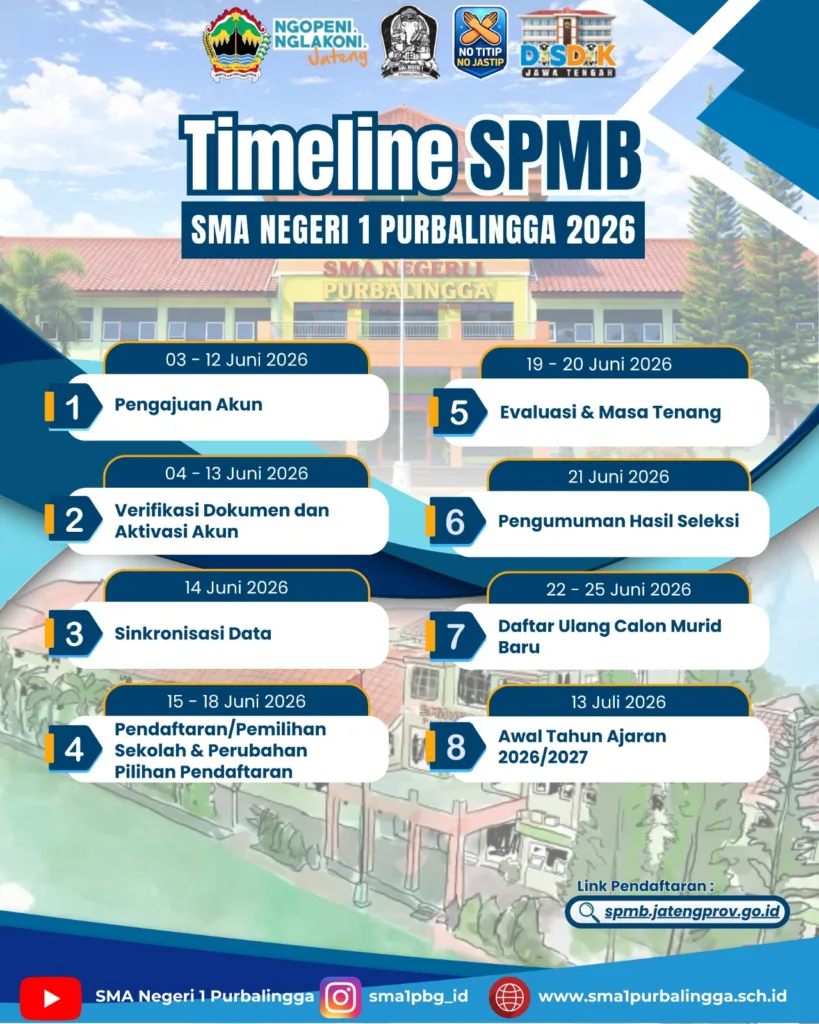 NGOPENI.
NGLAKONI.
Jateng
NO TITIP
NO JASTIP
DISDIK
JAWA TENGAH
Timeline SPMB
SMA NEGERI 1 PURBALINGGA 2026
SMA NEGERI 1
PURBALINGGA
03 - 12 Juni 2026
1
Pengajuan Akun
04 - 13 Juni 2026
2
Verifikasi Dokumen dan
Aktivasi Akun
14 Juni 2026
3
Sinkronisasi Data
15 - 18 Juni 2026
4
Pendaftaran/Pemilihan
Sekolah & Perubahan
Pilihan Pendaftaran
19 - 20 Juni 2026
5
Evaluasi & Masa Tenang
21 Juni 2026
6
Pengumuman Hasil Seleksi
22 - 25 Juni 2026
7
Daftar Ulang Calon Murid
Baru
13 Juli 2026
8
Awal Tahun Ajaran
2026/2027
Link Pendaftaran :
spmb.jatengprov.go.id
SMA Negeri 1 Purbalingga
sma1pbg_id
www.sma1purbalingga.sch.id